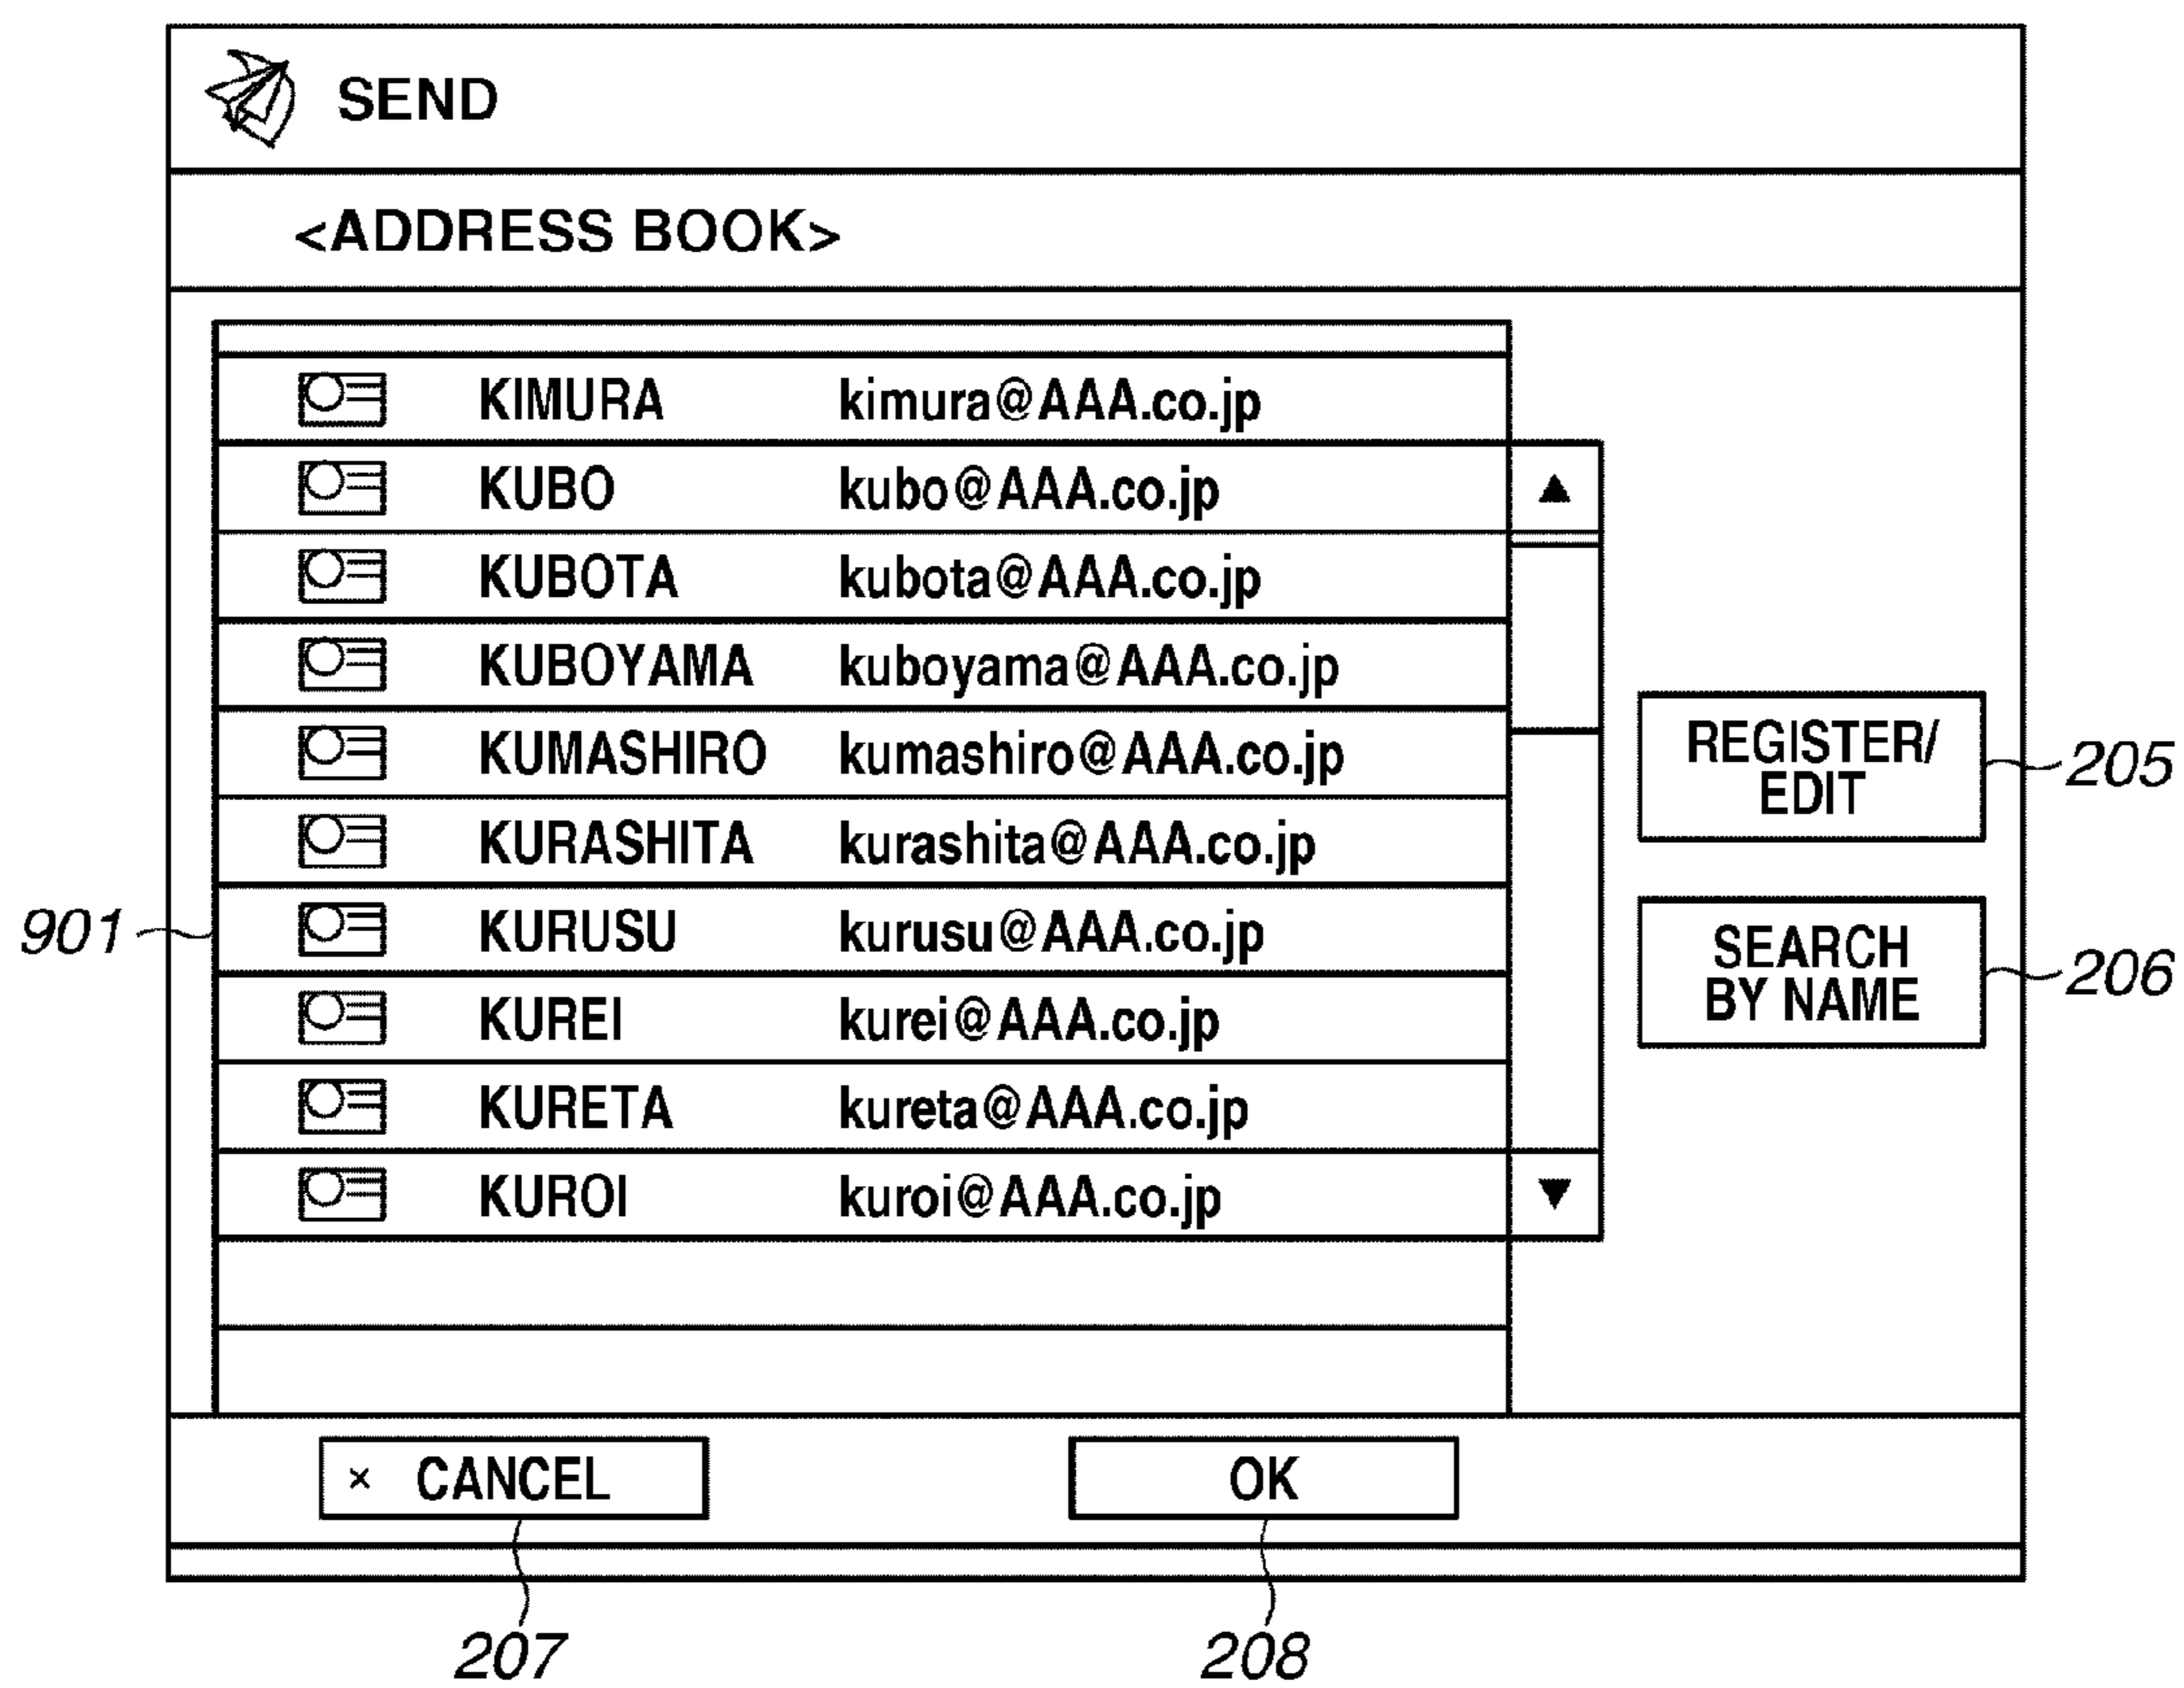 SEND
<ADDRESS BOOK>
KIMURA kimura@AAA.co.jp
KUBO kubo@AAA.co.jp
▲
KUBOTA kubota@AAA.co.jp
KUBOYAMA kuboyama@AAA.co.jp
KUMASHIRO kumashiro@AAA.co.jp
REGISTER/
EDIT
205
KURASHITA kurashita@AAA.co.jp
901
KURUSU kurusu@AAA.co.jp
SEARCH
BY NAME
206
KUREI kurei@AAA.co.jp
KURETA kureta@AAA.co.jp
KUROI kuroi@AAA.co.jp
▼
× CANCEL
OK
207
208